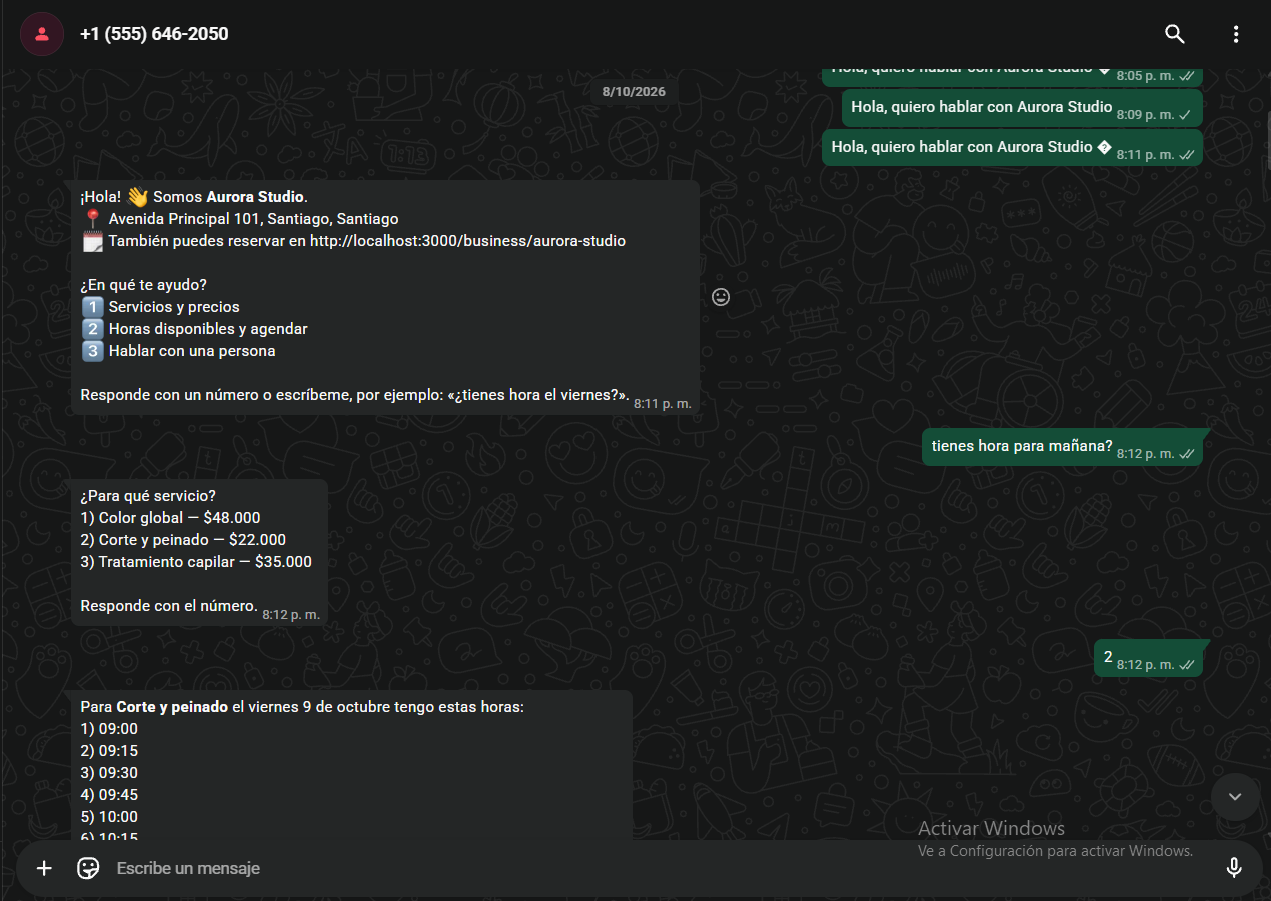 +1 (555) 646-2050
Hola, quiero hablar con Aurora Studio � 8:05 p. m.
8/10/2026
Hola, quiero hablar con Aurora Studio 8:09 p. m.
Hola, quiero hablar con Aurora Studio � 8:11 p. m.
¡Hola! 👋 Somos Aurora Studio.
📍 Avenida Principal 101, Santiago, Santiago
🗓️ También puedes reservar en http://localhost:3000/business/aurora-studio
¿En qué te ayudo?
1️⃣ Servicios y precios
2️⃣ Horas disponibles y agendar
3️⃣ Hablar con una persona
Responde con un número o escríbeme, por ejemplo: «¿tienes hora el viernes?». 8:11 p. m.
tienes hora para mañana? 8:12 p. m.
¿Para qué servicio?
1) Color global — $48.000
2) Corte y peinado — $22.000
3) Tratamiento capilar — $35.000
Responde con el número. 8:12 p. m.
2 8:12 p. m.
Para Corte y peinado el viernes 9 de octubre tengo estas horas:
1) 09:00
2) 09:15
3) 09:30
4) 09:45
5) 10:00
6) 10:15
Activar Windows
Ve a Configuración para activar Windows.
Escribe un mensaje